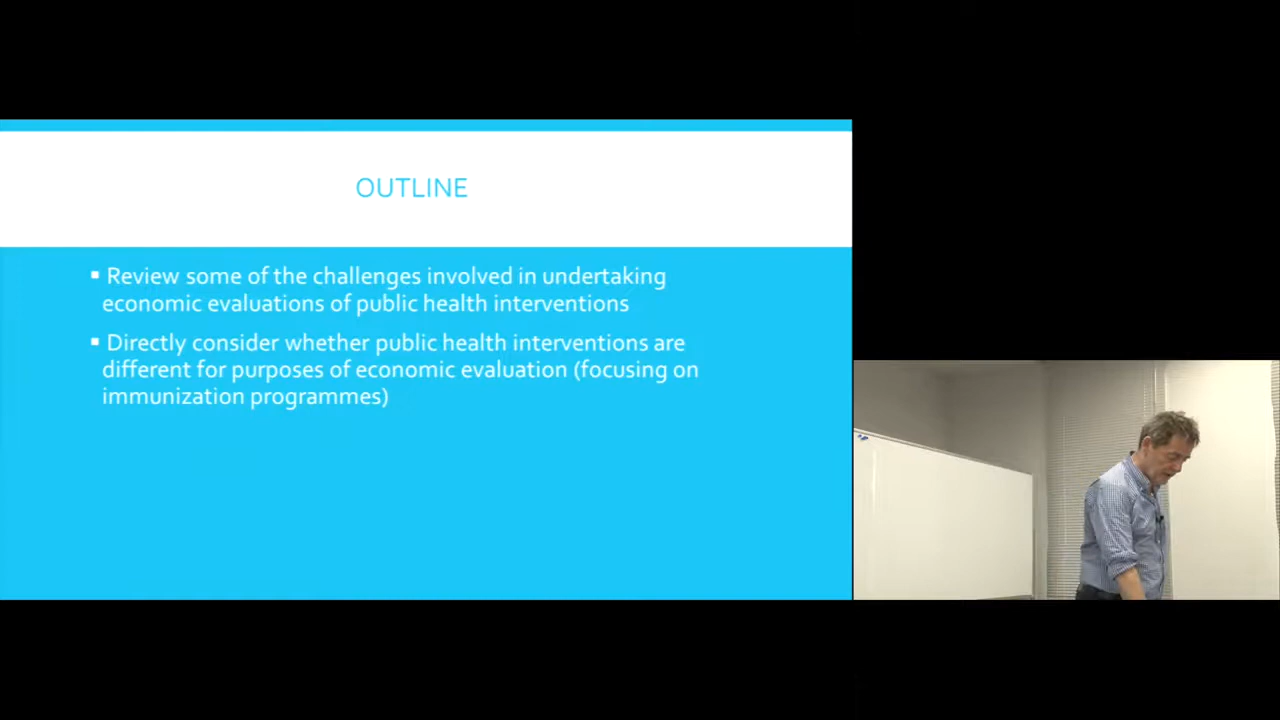 OUTLINE
▪ Review some of the challenges involved in undertaking
economic evaluations of public health interventions
▪ Directly consider whether public health interventions are
different for purposes of economic evaluation (focusing on
immunization programmes)